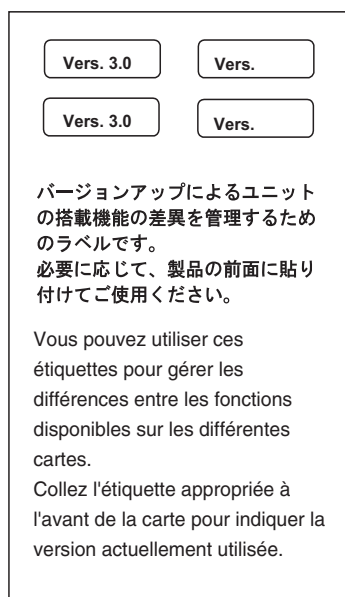 Vers. 3.0 Vers.
Vers. 3.0 Vers.
バージョンアップによるユニット
の搭載機能の差異を管理するため
のラベルです。
必要に応じて、製品の前面に貼り
付けてご使用ください。
Vous pouvez utiliser ces
étiquettes pour gérer les
différences entre les fonctions
disponibles sur les différentes
cartes.
Collez l'étiquette appropriée à
l'avant de la carte pour indiquer la
version actuellement utilisée.